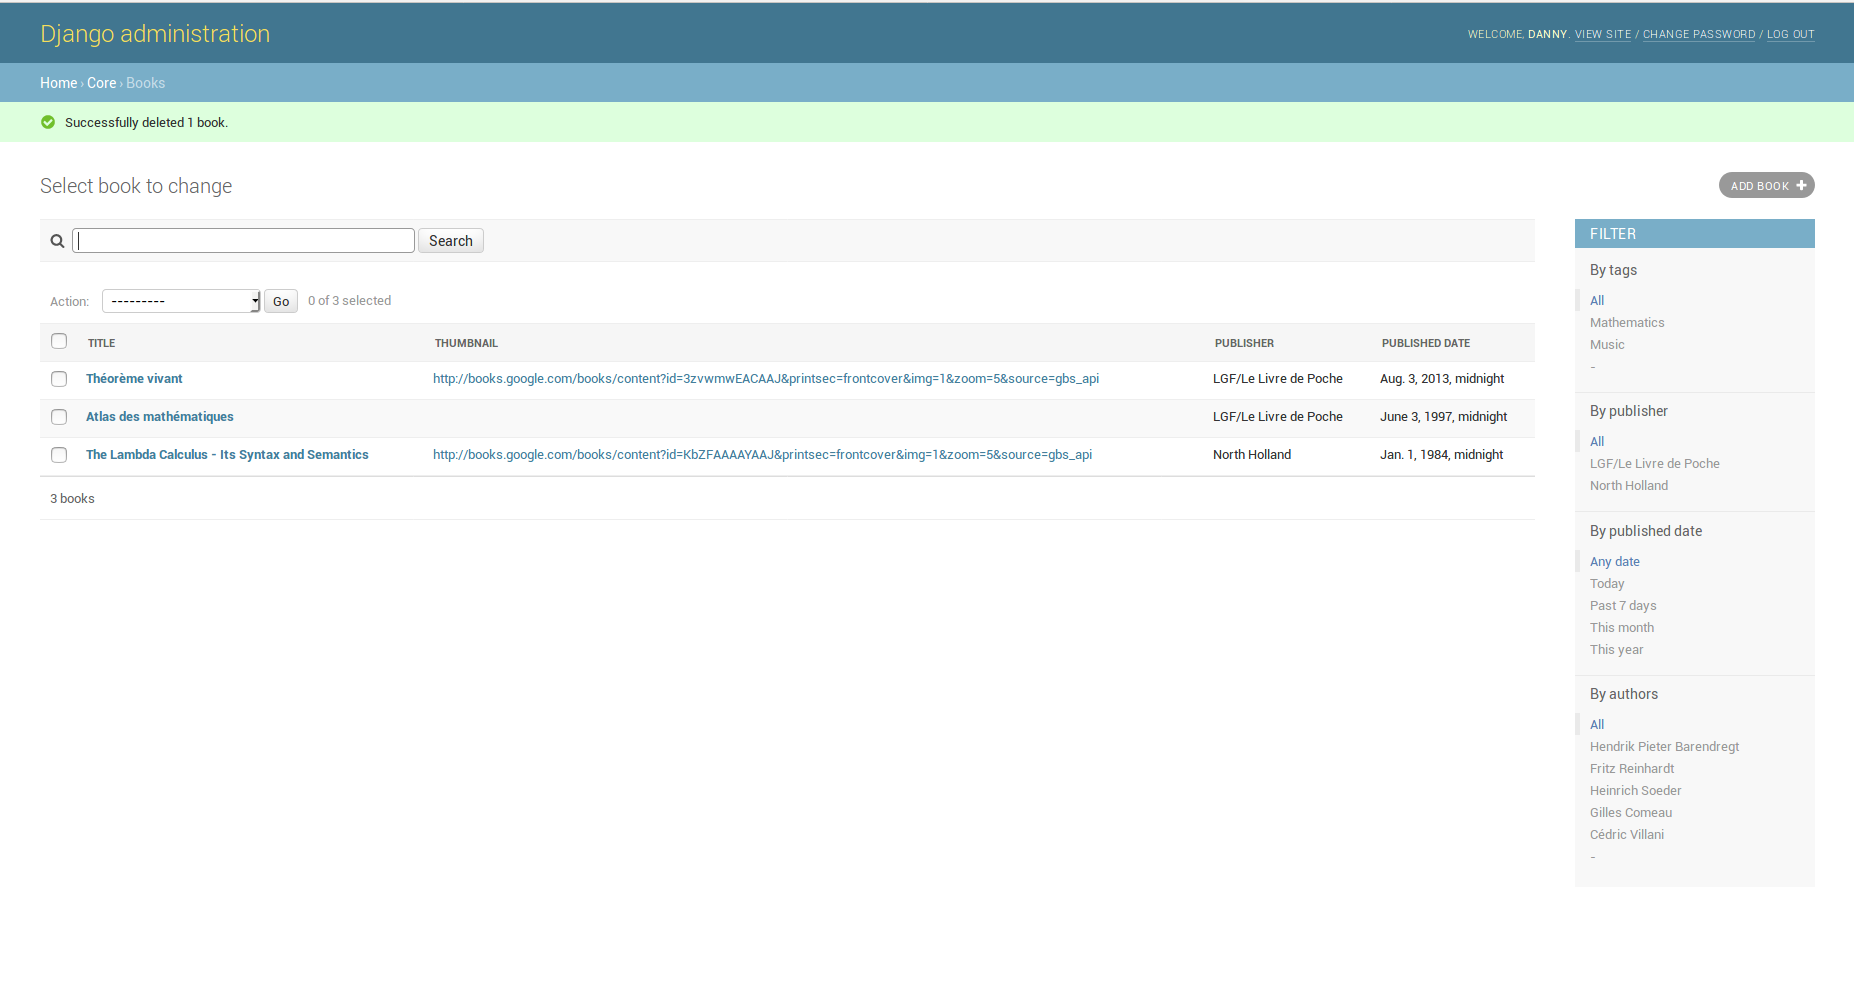 Django administration
WELCOME, DANNY. VIEW SITE / CHANGE PASSWORD / LOG OUT
Home › Core › Books
Successfully deleted 1 book.
Select book to change
ADD BOOK +
Search
Action: --------- Go 0 of 3 selected
TITLE THUMBNAIL PUBLISHER PUBLISHED DATE
Théorème vivant http://books.google.com/books/content?id=3zvwmwEACAAJ&printsec=frontcover&img=1&zoom=5&source=gbs_api LGF/Le Livre de Poche Aug. 3, 2013, midnight
Atlas des mathématiques LGF/Le Livre de Poche June 3, 1997, midnight
The Lambda Calculus - Its Syntax and Semantics http://books.google.com/books/content?id=KbZFAAAAYAAJ&printsec=frontcover&img=1&zoom=5&source=gbs_api North Holland Jan. 1, 1984, midnight
3 books
FILTER
By tags
All
Mathematics
Music
-
By publisher
All
LGF/Le Livre de Poche
North Holland
By published date
Any date
Today
Past 7 days
This month
This year
By authors
All
Hendrik Pieter Barendregt
Fritz Reinhardt
Heinrich Soeder
Gilles Comeau
Cédric Villani
-